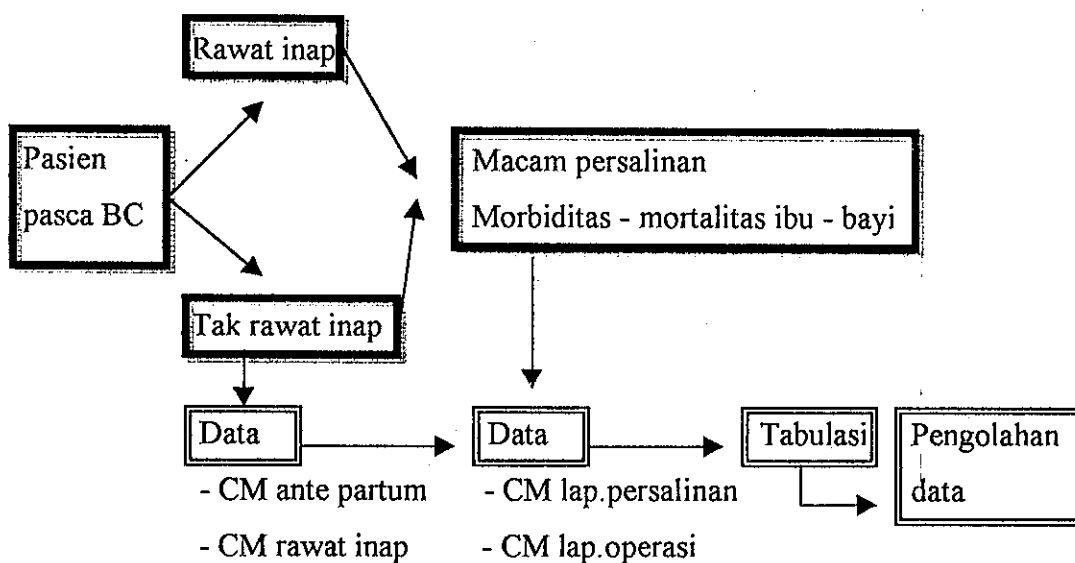 Rawat inap
Pasien
pasca BC
Macam persalinan
Morbiditas - mortalitas ibu - bayi
Tak rawat inap
Data
- CM ante partum
- CM rawat inap
Data
- CM lap.persalinan
- CM lap.operasi
Tabulasi
Pengolahan
data